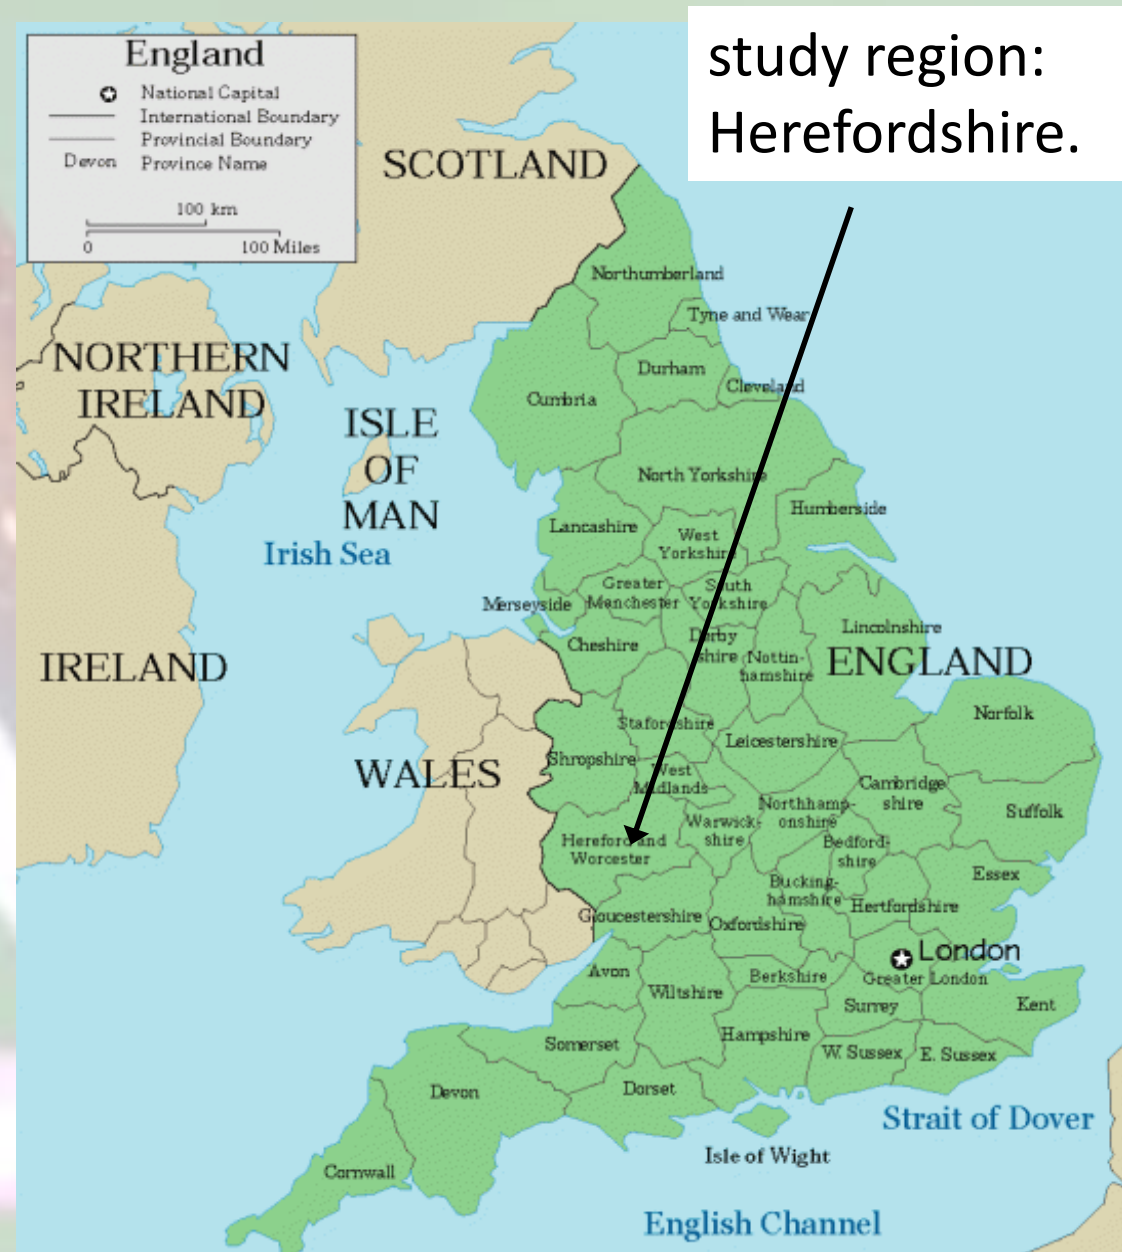 study region:
Herefordshire.
England
National Capital
International Boundary
Provincial Boundary
Devon Province Name
100 km
0 100 Miles
SCOTLAND
Northumberland
Tyne and Wear
NORTHERN
IRELAND
Durham
Cleveland
Cumbria
ISLE
OF
MAN
North Yorkshire
Humberside
Lancashire
West
Yorkshire
Irish Sea
Greater
Manchester
South
Yorkshire
Merseyside
Lincolnshire
Cheshire
Derby
shire
Nottin-
hamshire
IRELAND
ENGLAND
Norfolk
Stafordshire
Leicestershire
Shropshire
WALES
West
Midlands
Cambridge
shire
Northhamp-
onshire
Suffolk
Warwick-
shire
Hereford and
Worcester
Bedford-
shire
Essex
Bucking-
hamshire
Hertfordshire
Gloucestershire
Oxfordshire
London
Greater London
Avon
Berkshire
Wiltshire
Surrey
Kent
Hampshire
Somerset
W. Sussex
E. Sussex
Devon
Dorset
Strait of Dover
Isle of Wight
Cornwall
English Channel